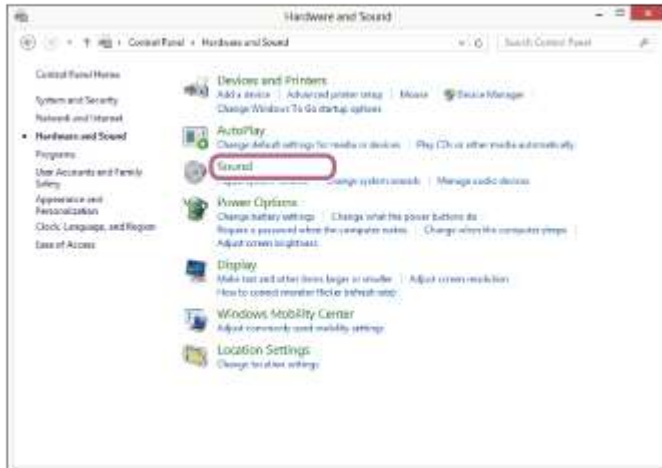 Hardware and Sound
Control Panel Hardware and Sound
Search Control Panel
Control Panel Home
System and Security
Network and Internet
Hardware and Sound
Programs
User Accounts and Family Safety
Appearance and Personalization
Clock, Language, and Region
Ease of Access
Devices and Printers
Add a device Advanced printer setup Mouse Device Manager
Change Windows To Go startup options
AutoPlay
Change default settings for media or devices Play CDs or other media automatically
Sound
Change system sounds Manage audio devices
Power Options
Change battery settings Change what the power buttons do
Require a password when the computer wakes Change when the computer sleeps
Adjust screen brightness
Display
Make text and other items larger or smaller Adjust screen resolution
How to correct monitor flicker (refresh rate)
Windows Mobility Center
Adjust commonly used mobility settings
Location Settings
Change location settings